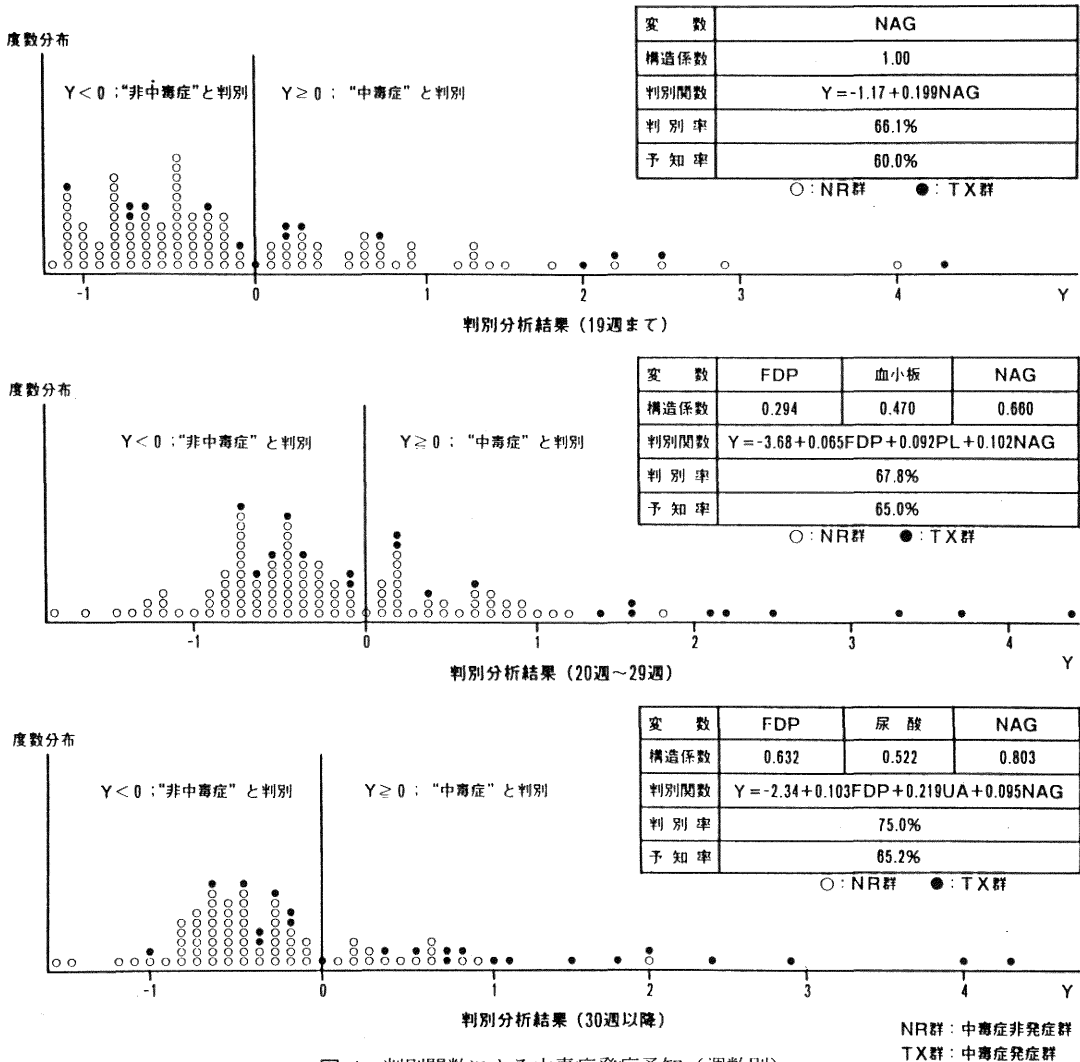 度数分布
Y<0;"非中毒症"と判別
Y≥0; "中毒症"と判別
変 数 NAG
構造係数 1.00
判別関数 Y=-1.17+0.199NAG
判 別 率 66.1%
予 知 率 60.0%
○:NR群 ●:TX群
-1 0 1 2 3 4 Y
判別分析結果(19週まで)
度数分布
Y<0;"非中毒症"と判別
Y≧0; "中毒症"と判別
変 数 FDP 血小板 NAG
構造係数 0.294 0.470 0.660
判別関数 Y=-3.68+0.065FDP+0.092PL+0.102NAG
判 別 率 67.8%
予 知 率 65.0%
○:NR群 ●:TX群
-1 0 1 2 3 4 Y
判別分析結果(20週~29週)
度数分布
Y<0;"非中毒症"と判別
Y≧0; "中毒症"と判別
変 数 FDP 尿 酸 NAG
構造係数 0.632 0.522 0.803
判別関数 Y=-2.34+0.103FDP+0.219UA+0.095NAG
判 別 率 75.0%
予 知 率 65.2%
○:NR群 ●:TX群
-1 0 1 2 3 4 Y
判別分析結果(30週以降)
NR群:中毒症非発症群
TX群:中毒症発症群